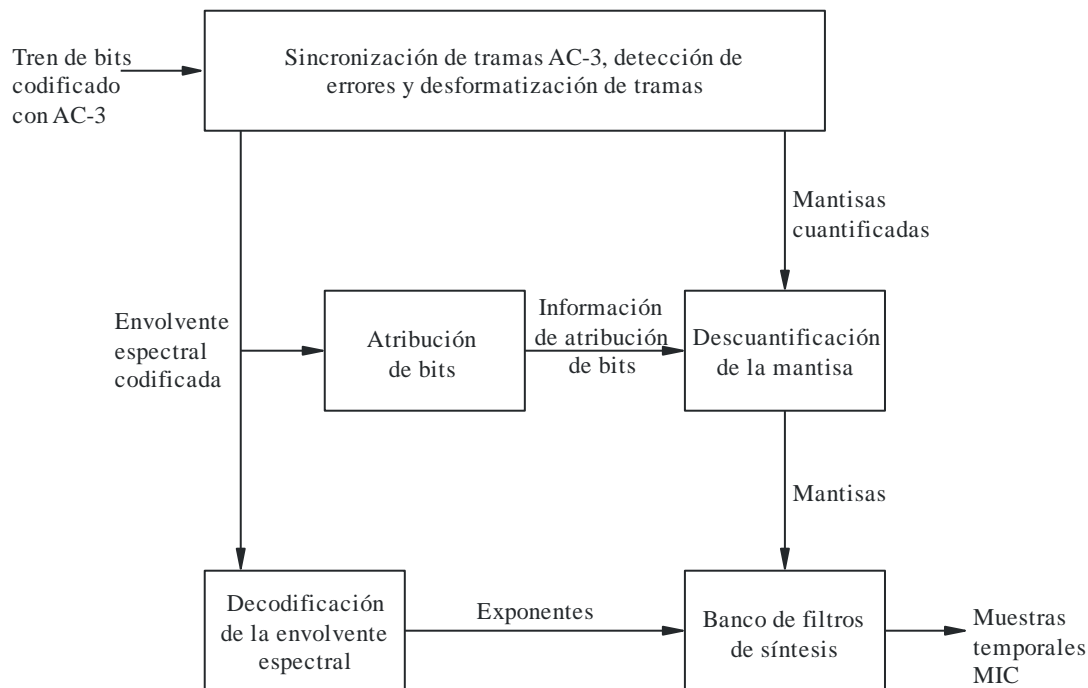 Tren de bits
codificado
con AC-3
Sincronización de tramas AC-3, detección de
errores y desformatización de tramas
Mantisas
cuantificadas
Envolvente
espectral
codificada
Atribución
de bits
Información
de atribución
de bits
Descuantificación
de la mantisa
Mantisas
Decodificación
de la envolvente
espectral
Exponentes
Banco de filtros
de síntesis
Muestras
temporales
MIC